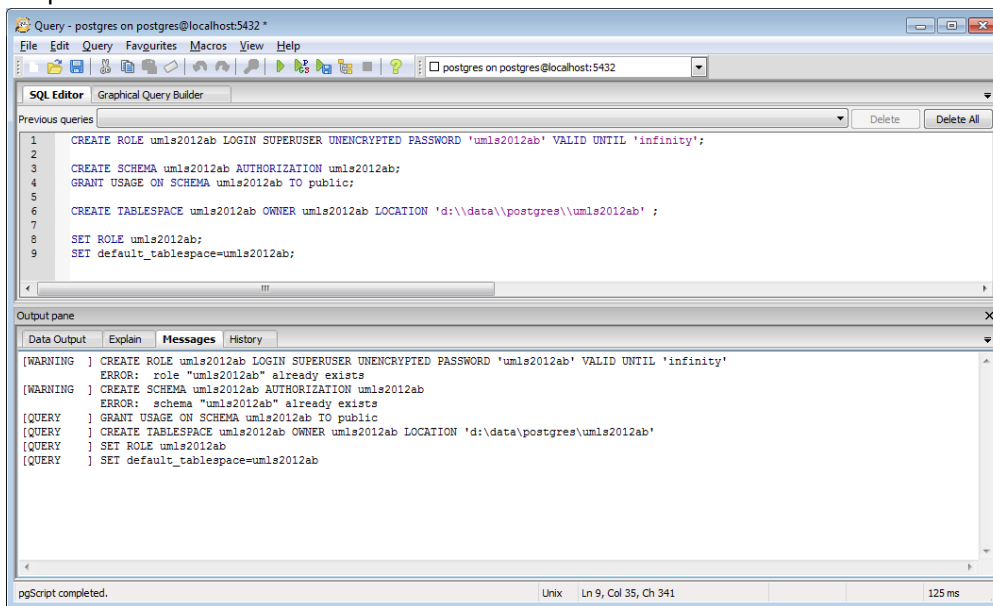 Query - postgres on postgres@localhost:5432 *
File Edit Query Favourites Macros View Help
postgres on postgres@localhost:5432
SQL Editor Graphical Query Builder
Previous queries Delete Delete All
1 CREATE ROLE umls2012ab LOGIN SUPERUSER UNENCRYPTED PASSWORD 'umls2012ab' VALID UNTIL 'infinity';
2
3 CREATE SCHEMA umls2012ab AUTHORIZATION umls2012ab;
4 GRANT USAGE ON SCHEMA umls2012ab TO public;
5
6 CREATE TABLESPACE umls2012ab OWNER umls2012ab LOCATION 'd:\\data\\postgres\\umls2012ab' ;
7
8 SET ROLE umls2012ab;
9 SET default_tablespace=umls2012ab;
Output pane
Data Output Explain Messages History
[WARNING ] CREATE ROLE umls2012ab LOGIN SUPERUSER UNENCRYPTED PASSWORD 'umls2012ab' VALID UNTIL 'infinity'
ERROR: role "umls2012ab" already exists
[WARNING ] CREATE SCHEMA umls2012ab AUTHORIZATION umls2012ab
ERROR: schema "umls2012ab" already exists
[QUERY ] GRANT USAGE ON SCHEMA umls2012ab TO public
[QUERY ] CREATE TABLESPACE umls2012ab OWNER umls2012ab LOCATION 'd:\data\postgres\umls2012ab'
[QUERY ] SET ROLE umls2012ab
[QUERY ] SET default_tablespace=umls2012ab
pgScript completed. Unix Ln 9, Col 35, Ch 341 125 ms